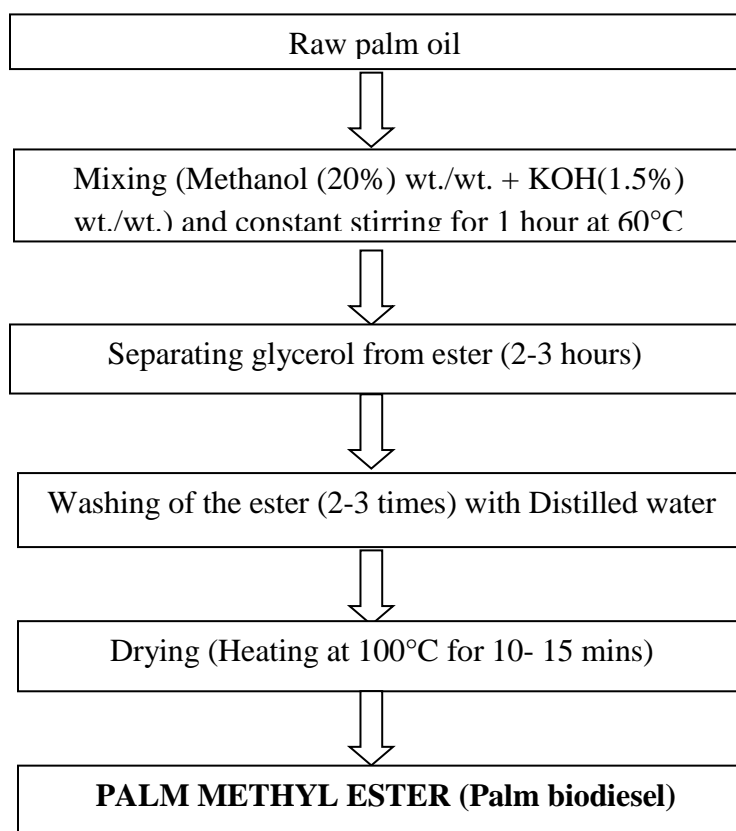 Raw palm oil
Mixing (Methanol (20%) wt./wt. + KOH(1.5%)
wt./wt.) and constant stirring for 1 hour at 60°C
Separating glycerol from ester (2-3 hours)
Washing of the ester (2-3 times) with Distilled water
Drying (Heating at 100°C for 10- 15 mins)
PALM METHYL ESTER (Palm biodiesel)